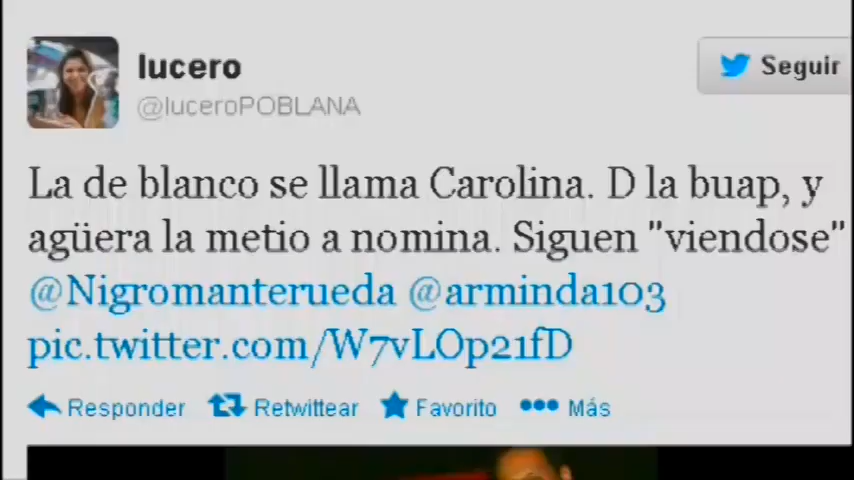 lucero
@luceroPOBLANA
Seguir
La de blanco se llama Carolina. D la buap, y
agüera la metio a nomina. Siguen "viendose"
@Nigromanterueda @arminda103
pic.twitter.com/W7vLOp21fD
Responder Retwittear Favorito Más